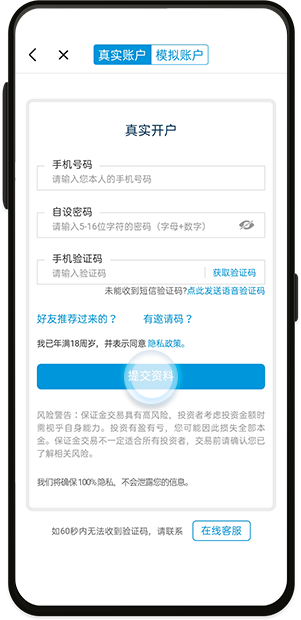 真实账户 模拟账户
真实开户
手机号码
请输入您本人的手机号码
自设密码
请输入5-16位字符的密码（字母+数字）
手机验证码
请输入验证码 获取验证码
未能收到短信验证码?点此发送语音验证码
好友推荐过来的？ 有邀请码？
我已年满18周岁，并表示同意 隐私政策。
提交资料
风险警告：保证金交易具有高风险，投资者考虑投资金额时
需视乎自身能力。投资有盈有亏，您可能因此损失全部本
金。保证金交易不一定适合所有投资者，交易前请确认您已
了解相关风险。
我们将确保 100% 隐私，不会泄露您的信息。
如60秒内无法收到验证码，请联系 在线客服